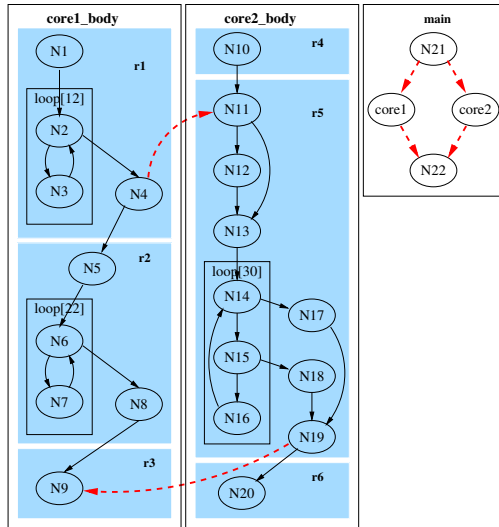 core1_body
r1
N1
loop[12]
N2
N3
N4
r2
N5
loop[22]
N6
N7
N8
r3
N9
core2_body
r4
N10
r5
N11
N12
N13
loop[30]
N14
N17
N15
N18
N16
N19
r6
N20
main
N21
core1 core2
N22